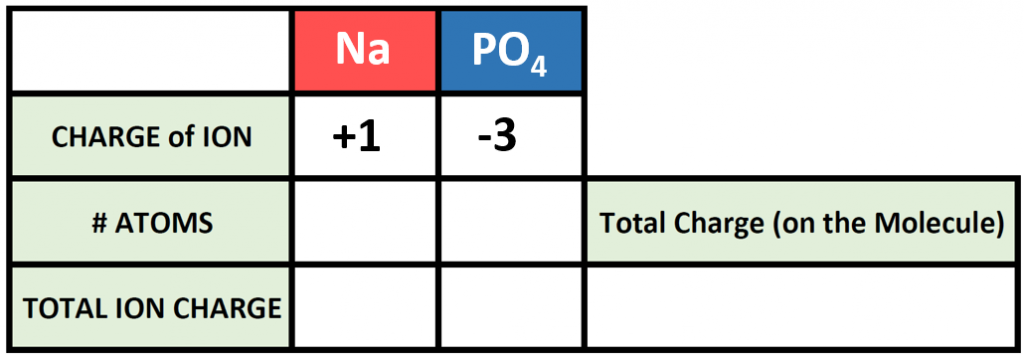 Na PO₄
CHARGE of ION +1 -3
# ATOMS Total Charge (on the Molecule)
TOTAL ION CHARGE